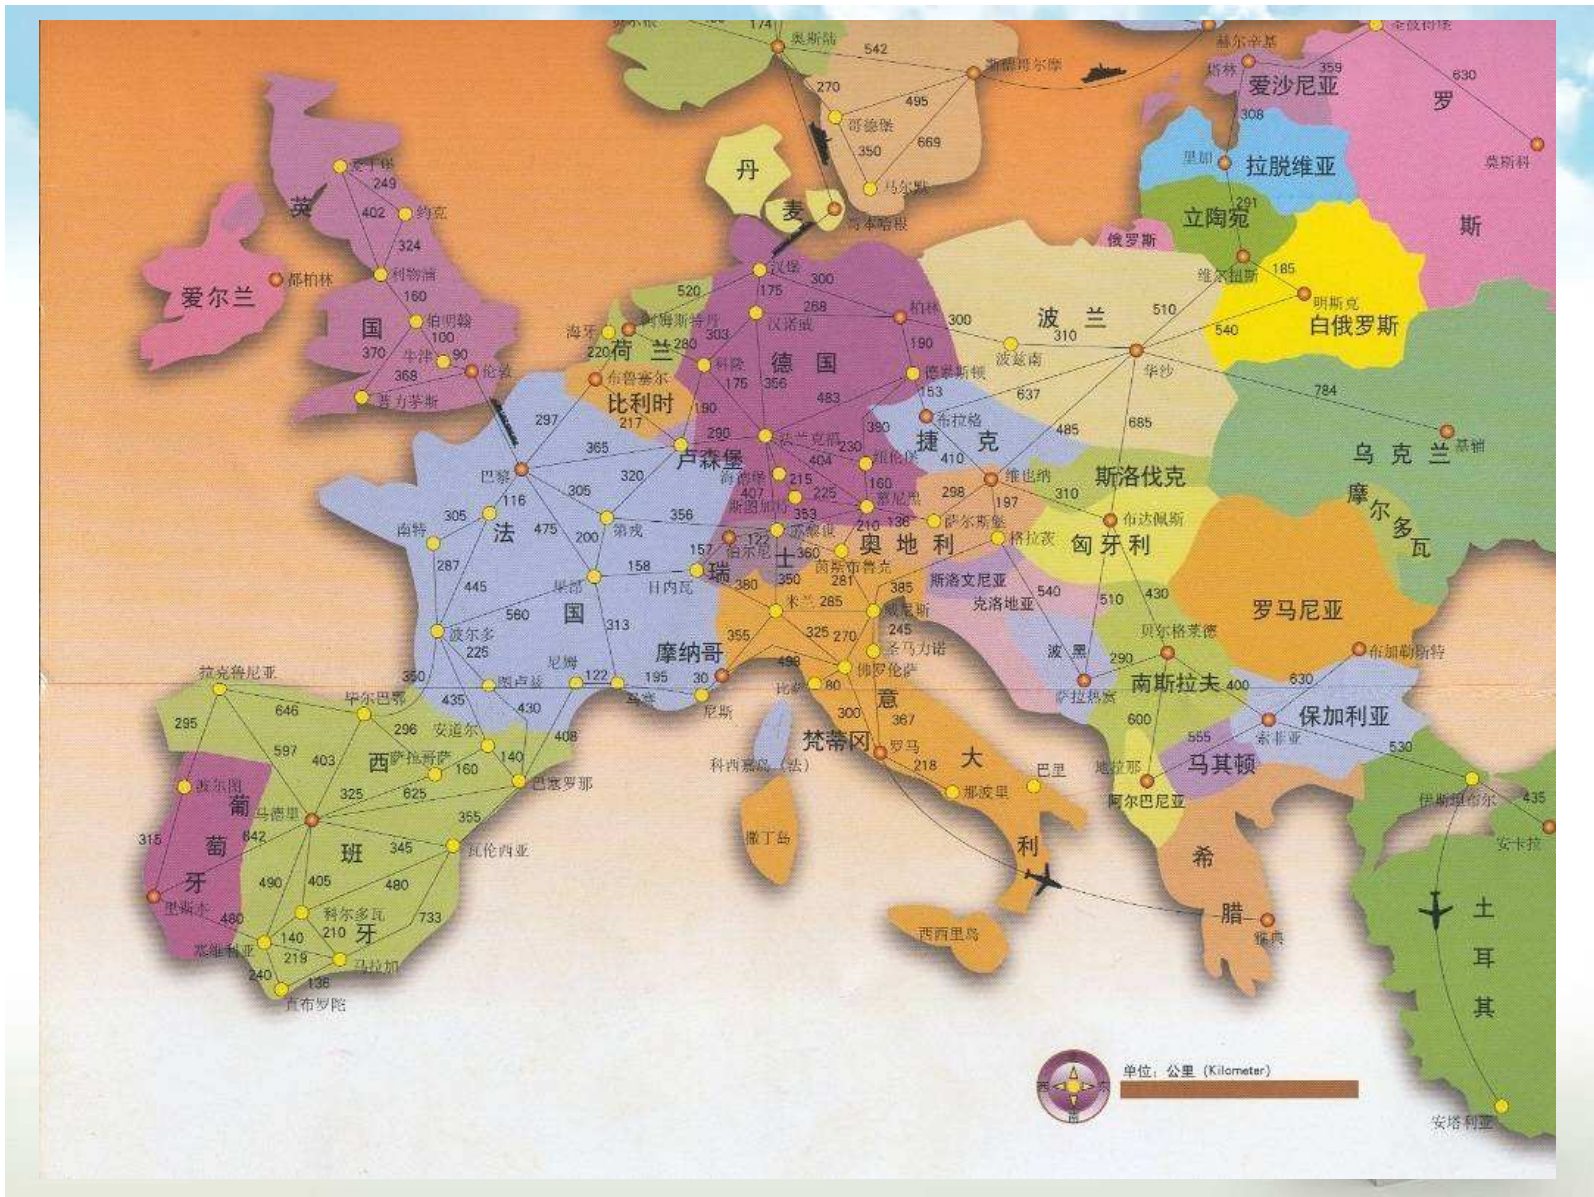 174
奥斯陆
542
斯德哥尔摩
赫尔辛基
圣彼得堡
塔林
359
爱沙尼亚
630
罗
斯
莫斯科
270
495
哥德堡
350
669
马尔默
308
里加
拉脱维亚
291
立陶宛
俄罗斯
维尔扭斯
185
明斯克
白俄罗斯
540
510
丹
麦
哥本哈根
爱丁堡
249
英
402
约克
324
利物浦
都柏林
爱尔兰
160
国
伯明翰
100
370
牛津
90
伦敦
368
普力茅斯
汉堡
300
520
175
268
汉诺威
柏林
海牙
阿姆斯特丹
303
220
荷 兰
280
科隆
德 国
190
300
波 兰
310
波兹南
华沙
布鲁塞尔
175
356
德累斯顿
153
637
784
比利时
217
190
483
297
365
290
法兰克福
390
230
布拉格
捷 克
485
685
基辅
乌 克 兰
卢森堡
404
纽伦堡
410
巴黎
320
海德堡
215
160
维也纳
斯洛伐克
305
116
407
斯图加特
225
慕尼黑
298
197
310
摩
尔
多
瓦
305
南特
法
475
第戎
356
353
苏黎世
210
136
萨尔斯堡
布达佩斯
200
157
122
伯尔尼
360
奥 地 利
格拉茨
匈 牙 利
287
158
瑞
士
茵斯布鲁克
445
里昂
日内瓦
380
350
281
385
斯洛文尼亚
克洛地亚
540
510
430
罗马尼亚
560
国
米兰
285
威尼斯
波尔多
313
325
270
245
贝尔格莱德
225
摩纳哥
355
圣马力诺
波 黑
290
布加勒斯特
拉克鲁尼亚
350
图卢兹
尼姆
122
195
30
498
佛罗伦萨
萨拉热窝
南斯拉夫
400
630
435
430
马赛
尼斯
比萨
80
意
毕尔巴鄂
646
296
安道尔
408
300
367
600
保加利亚
295
597
403
西
萨拉哥萨
140
梵蒂冈
罗马
555
索菲亚
530
160
科西嘉岛（法）
218
大
地拉那
马其顿
波尔图
葡
325
625
巴塞罗那
那波里
巴里
阿尔巴尼亚
伊斯坦布尔
435
马德里
355
安卡拉
315
642
萄
班
345
瓦伦西亚
撒丁岛
利
希
牙
490
405
480
里斯本
480
科尔多瓦
733
腊
土
140
210
牙
西西里岛
雅典
塞维利亚
219
马拉加
耳
240
136
直布罗陀
其
西
东
南
单位：公里 (Kilometer)
安塔利亚